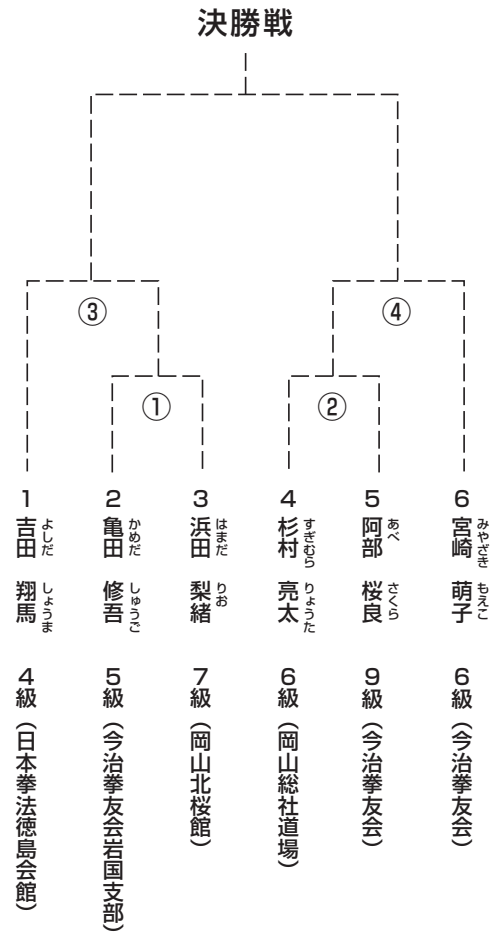 決勝戦
③
④
①
②
1
吉田 翔馬
よしだ しょうま
4級(日本拳法徳島会館)
2
亀田 修吾
かめだ しゅうご
5級(今治拳友会岩国支部)
3
浜田 梨緒
はまだ りお
7級(岡山北桜館)
4
杉村 亮太
すぎむら りょうた
6級(岡山総社道場)
5
阿部 桜良
あべ さくら
9級(今治拳友会)
6
宮崎 萌子
みやざき もえこ
6級(今治拳友会)